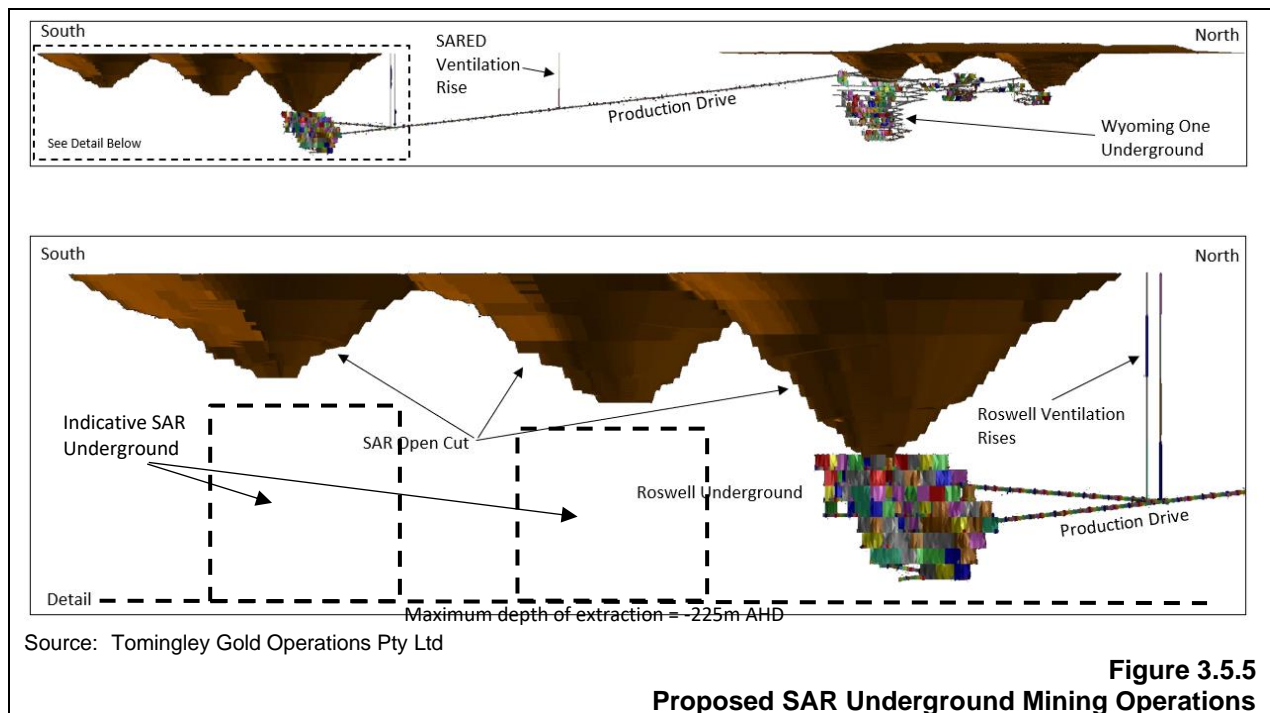 South
North
SARED
Ventilation
Rise
Production Drive
Wyoming One
Underground
See Detail Below
South
North
Indicative SAR
Underground
SAR Open Cut
Roswell Underground
Roswell Ventilation
Rises
Production Drive
Detail
Maximum depth of extraction = -225m AHD
Source: Tomingley Gold Operations Pty Ltd
Figure 3.5.5
Proposed SAR Underground Mining Operations